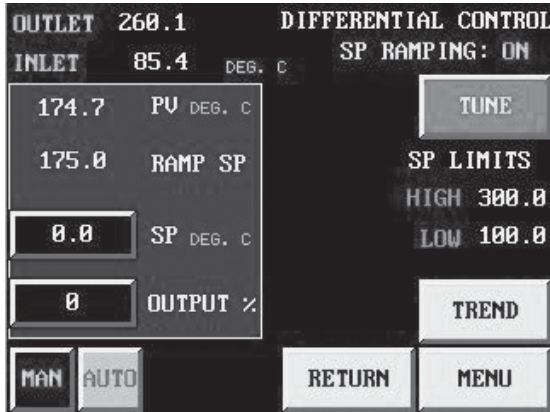 OUTLET 260.1 DIFFERENTIAL CONTROL
INLET 85.4 DEG. C SP RAMPING: ON
174.7 PV DEG. C
TUNE
175.0 RAMP SP
SP LIMITS
HIGH 300.0
0.0 SP DEG. C
LOW 100.0
0 OUTPUT %
TREND
MAN AUTO RETURN MENU